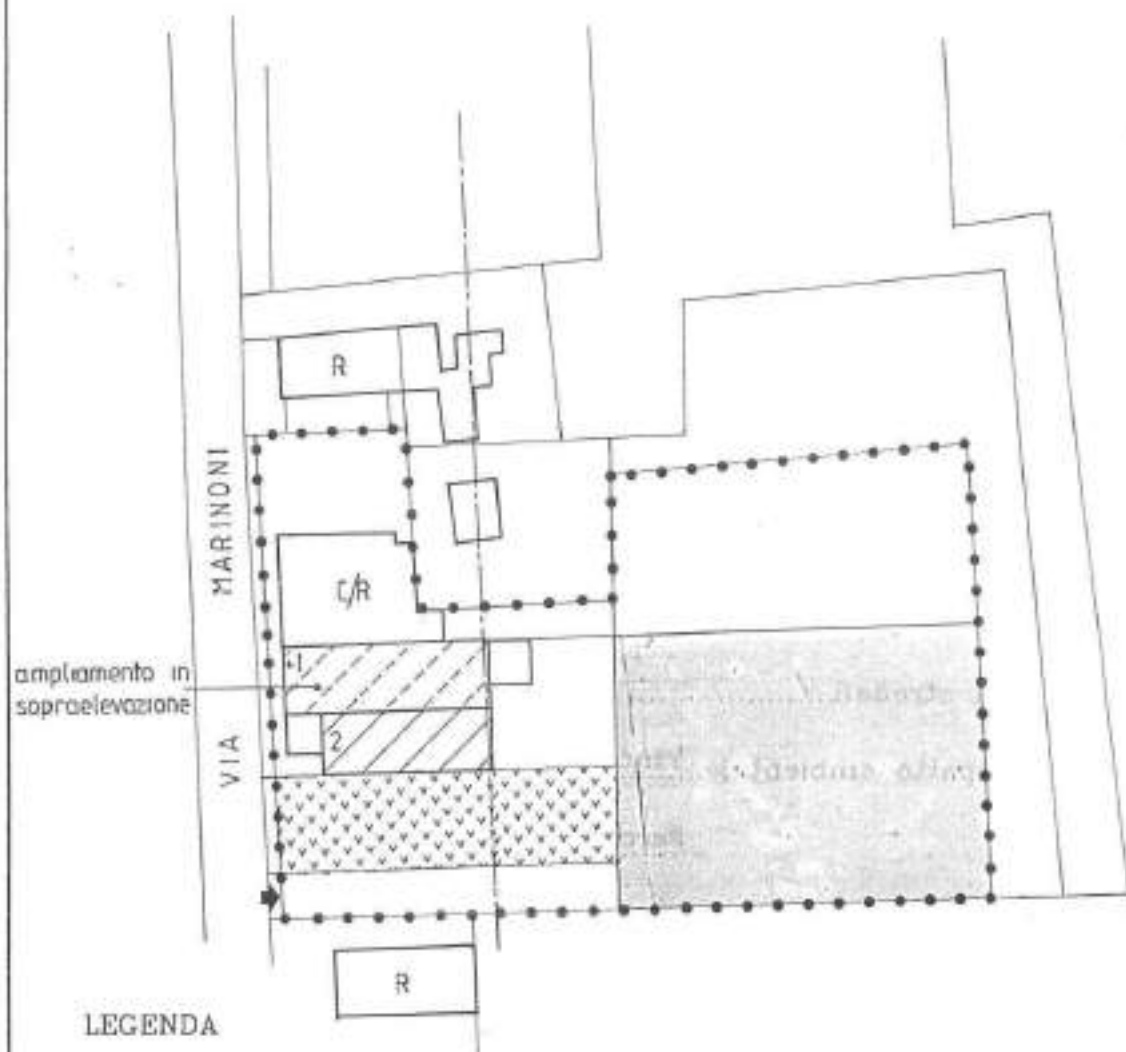 R
MARINONI
C/R
+1
ampliamento in
sopraelevazione
2
VIA
R
LEGENDA